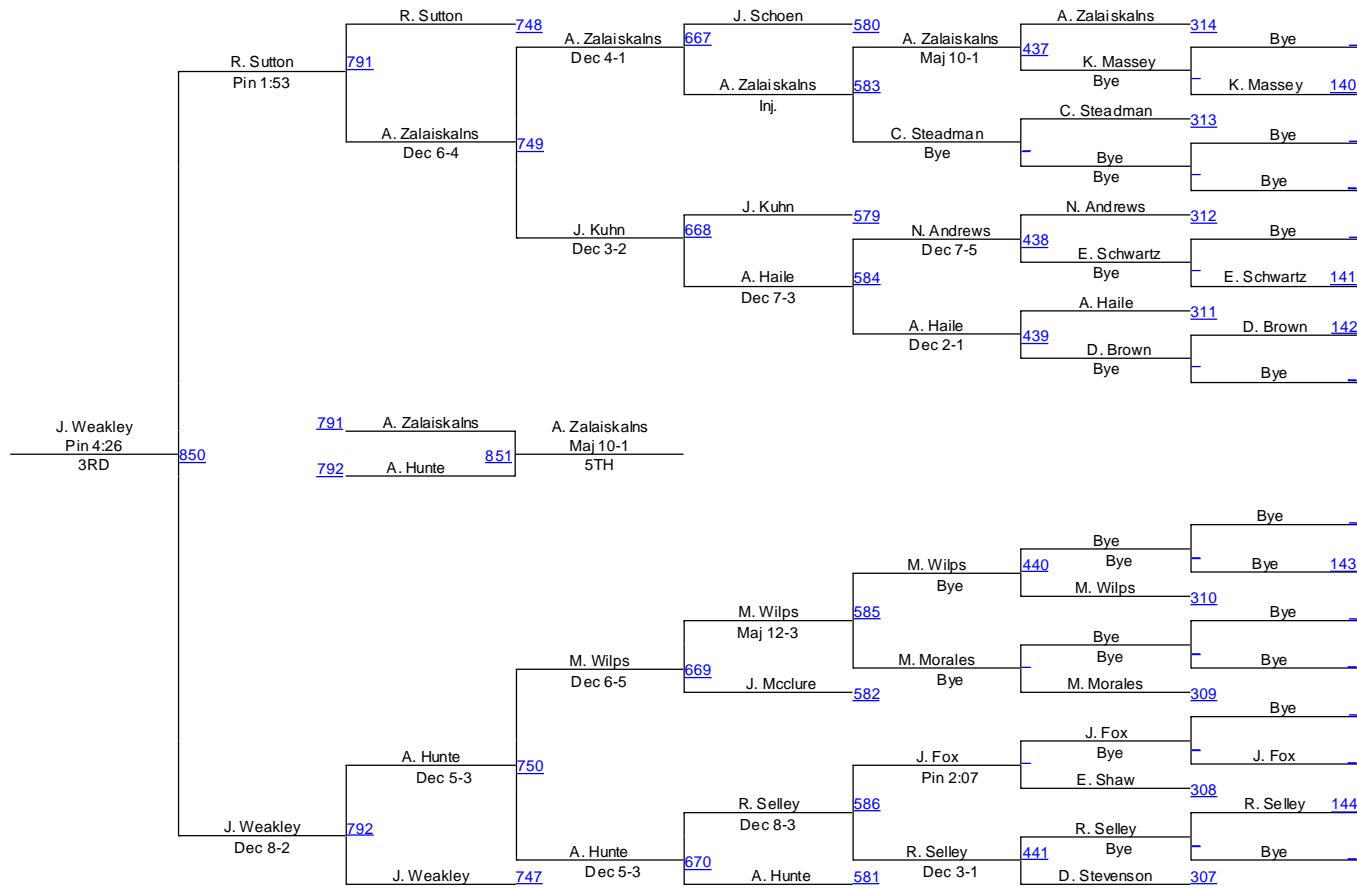 R. Sutton 748 J. Schoen 580 A. Zalaiskalns 314
A. Zalaiskalns 667 A. Zalaiskalns Bye
Dec 4-1 Maj 10-1 437
R. Sutton 791 K. Massey
Pin 1:53 A. Zalaiskalns 583 Bye K. Massey 140
Inj.
C. Steadman 313
A. Zalaiskalns C. Steadman Bye
Dec 6-4 749 Bye Bye
Bye Bye
J. Kuhn 579 N. Andrews 312
J. Kuhn 668 N. Andrews Bye
Dec 3-2 Dec 7-5 438
E. Schwartz
A. Haile 584 Bye E. Schwartz 141
Dec 7-3
A. Haile 311
A. Haile D. Brown 142
Dec 2-1 439
D. Brown
Bye Bye
J. Weakley 791 A. Zalaiskalns A. Zalaiskalns
Pin 4:26 Maj 10-1
3RD 850 792 A. Hunte 851 5TH
Bye
Bye
M. Wilps 440 Bye Bye 143
Bye M. Wilps 310
M. Wilps 585 Bye
Maj 12-3 Bye
M. Wilps M. Morales Bye Bye
Dec 6-5 669 Bye
J. Mcclure 582 M. Morales 309
Bye
J. Fox
A. Hunte J. Fox Bye J. Fox
Dec 5-3 750 Pin 2:07
E. Shaw 308
R. Selley 586 R. Selley 144
J. Weakley 792 Dec 8-3
Dec 8-2 R. Selley
A. Hunte R. Selley 441 Bye Bye
Dec 5-3 670 Dec 3-1
J. Weakley 747 A. Hunte 581 D. Stevenson 307